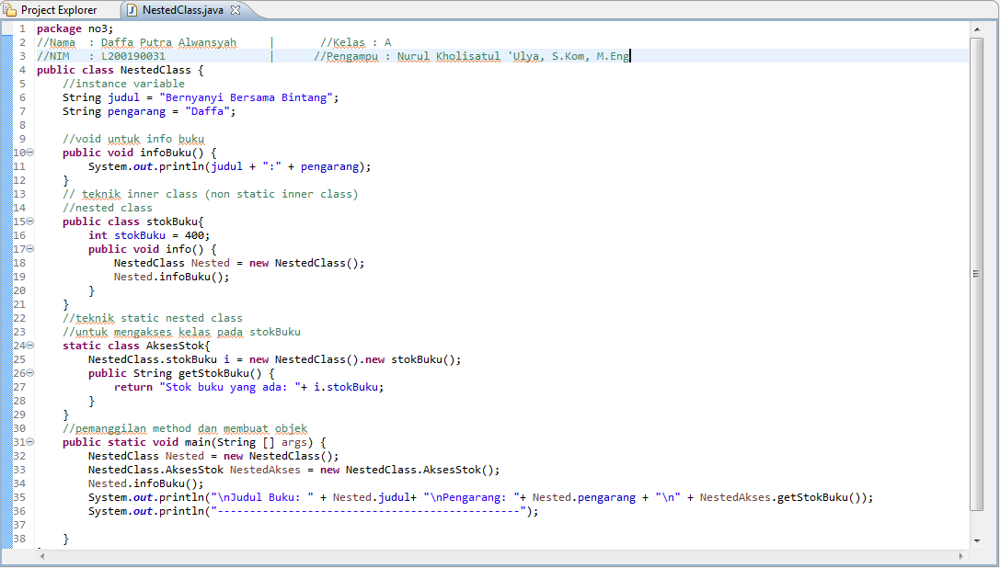 Project Explorer NestedClass.java
1 package no3;
2 //Nama  : Daffa Putra Alwansyah     |       //Kelas : A
3 //NIM   : L200190031                |      //Pengampu : Nurul Kholisatul 'Ulya, S.Kom, M.Eng
4 public class NestedClass {
5     //instance variable
6     String judul = "Bernyanyi Bersama Bintang";
7     String pengarang = "Daffa";
8
9     //void untuk info buku
10     public void infoBuku() {
11         System.out.println(judul + ":" + pengarang);
12     }
13     // teknik inner class (non static inner class)
14     //nested class
15     public class stokBuku{
16         int stokBuku = 400;
17         public void info() {
18             NestedClass Nested = new NestedClass();
19             Nested.infoBuku();
20         }
21     }
22     //teknik static nested class
23     //untuk mengakses kelas pada stokBuku
24     static class AksesStok{
25         NestedClass.stokBuku i = new NestedClass().new stokBuku();
26         public String getStokBuku() {
27             return "Stok buku yang ada: "+ i.stokBuku;
28         }
29     }
30     //pemanggilan method dan membuat objek
31     public static void main(String [] args) {
32         NestedClass Nested = new NestedClass();
33         NestedClass.AksesStok NestedAkses = new NestedClass.AksesStok();
34         Nested.infoBuku();
35         System.out.println("\nJudul Buku: " + Nested.judul+ "\nPengarang: "+ Nested.pengarang + "\n" + NestedAkses.getStokBuku());
36         System.out.println("-----------------------------------------------");
37
38     }